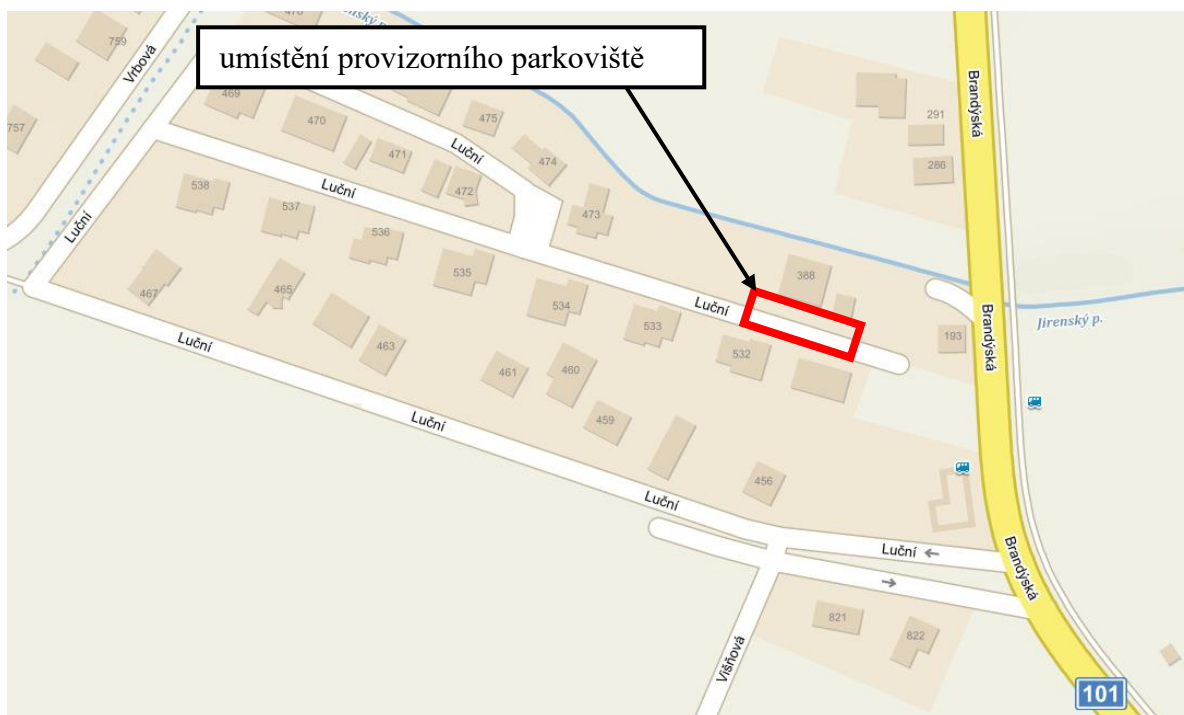 478
enský p.
759
Vrbová
umístění provizorního parkoviště
Brandýská
757
469
470
475
291
Luční
471
474
286
538
Luční
472
537
473
Luční
536
467
465
535
388
534
Luční
Brandýská
Jirenský p.
533
193
Luční
463
532
461
460
Luční
459
456
Luční
Luční
Brandýská
821
822
Višňová
101